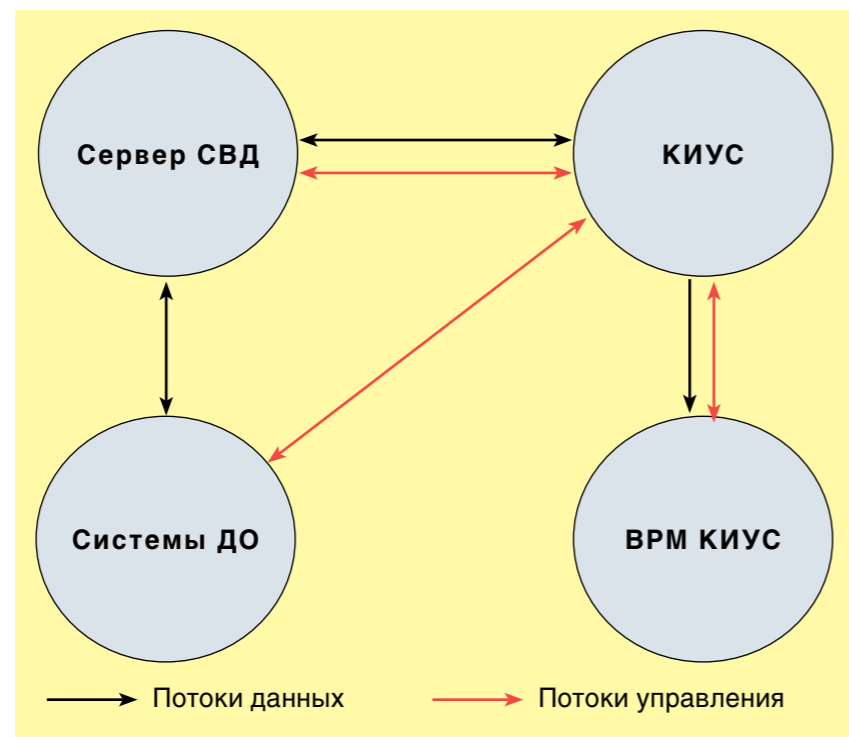 Сервер СВД
КИУС
Системы ДО
ВРМ КИУС
Потоки данных
Потоки управления